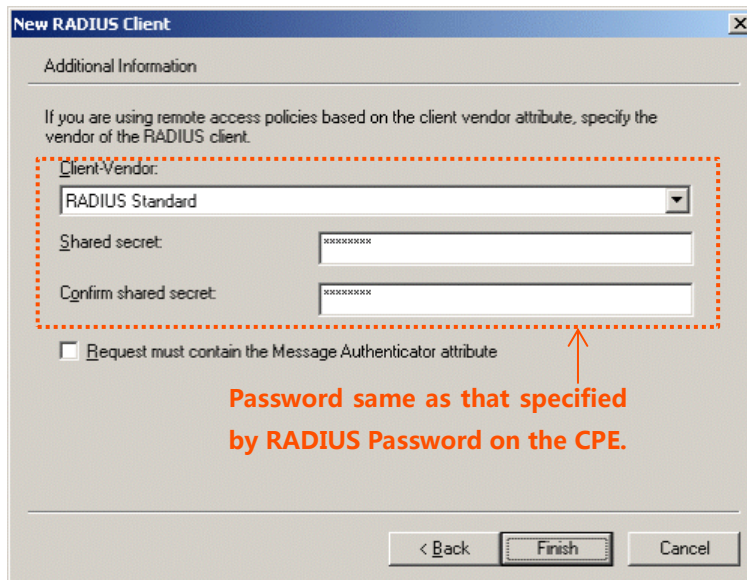 New RADIUS Client
Additional Information
If you are using remote access policies based on the client vendor attribute, specify the
vendor of the RADIUS client.
Client-Vendor:
RADIUS Standard
Shared secret: ********
Confirm shared secret: ********
Request must contain the Message Authenticator attribute
Password same as that specified
by RADIUS Password on the CPE.
< Back Finish Cancel